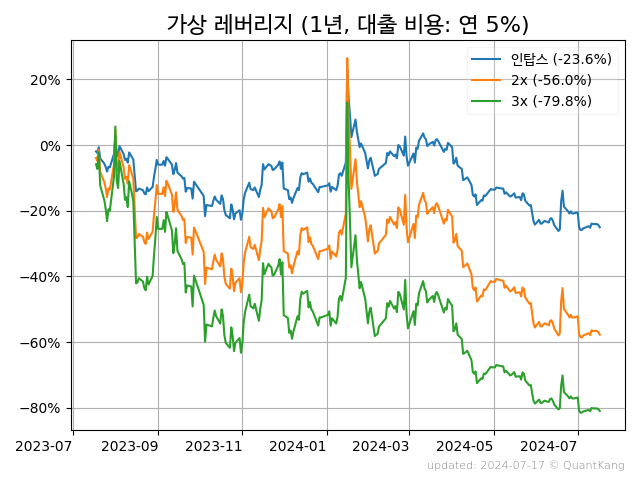 가상 레버리지 (1년, 대출 비용: 연 5%)
인탑스 (-23.6%)
2x (-56.0%)
3x (-79.8%)
20%
0%
−20%
−40%
−60%
−80%
2023-07 2023-09 2023-11 2024-01 2024-03 2024-05 2024-07
updated: 2024-07-17 © QuantKang